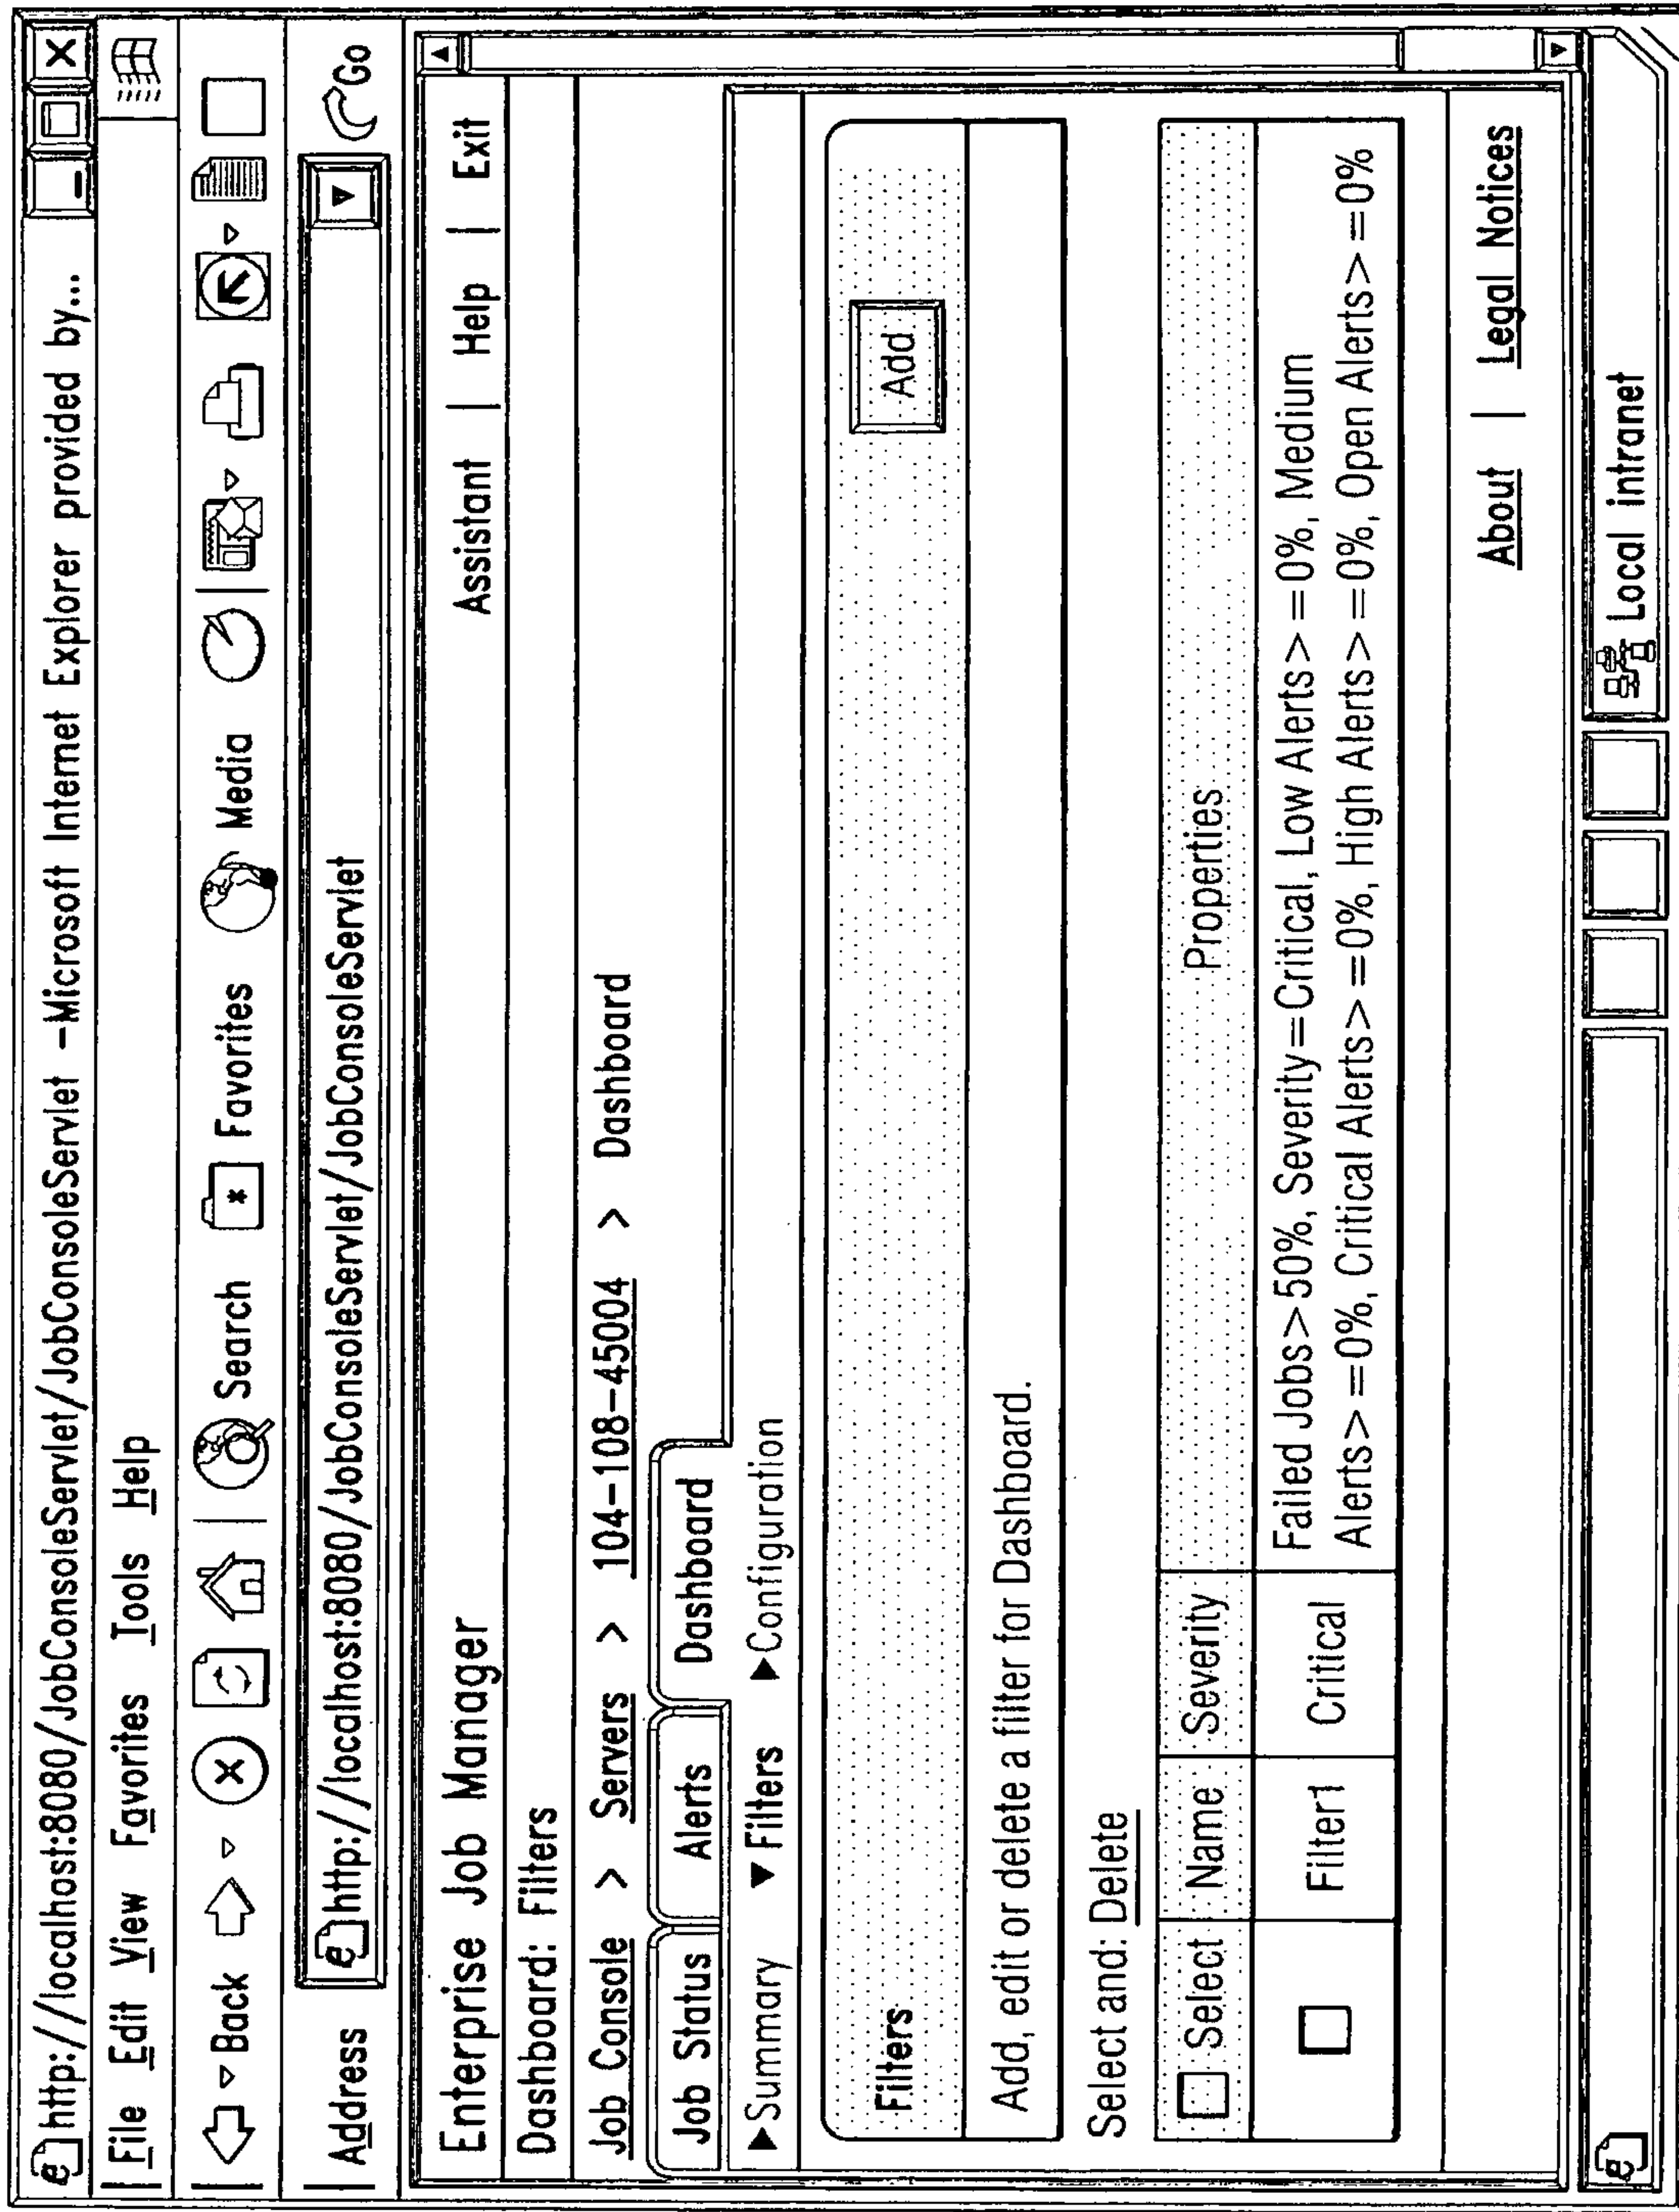 http://localhost:8080/JobConsoleServlet/JobConsoleServlet -Microsoft Internet Explorer provided by...
File Edit View Favorites Tools Help
Back Search Favorites Media
Address http://localhost:8080/JobConsoleServlet/JobConsoleServlet Go
Enterprise Job Manager Assistant | Help | Exit
Dashboard: Filters
Job Console > Servers > 104-108-45004 > Dashboard
Job Status Alerts Dashboard
▶Summary ▼Filters ▶Configuration
Filters Add
Add, edit or delete a filter for Dashboard.
Select and: Delete
Select Name Severity Properties
Filter1 Critical Failed Jobs>50%, Severity=Critical, Low Alerts>=0%, Medium
Alerts>=0%, Critical Alerts>=0%, High Alerts>=0%, Open Alerts>=0%
About | Legal Notices
Local intranet